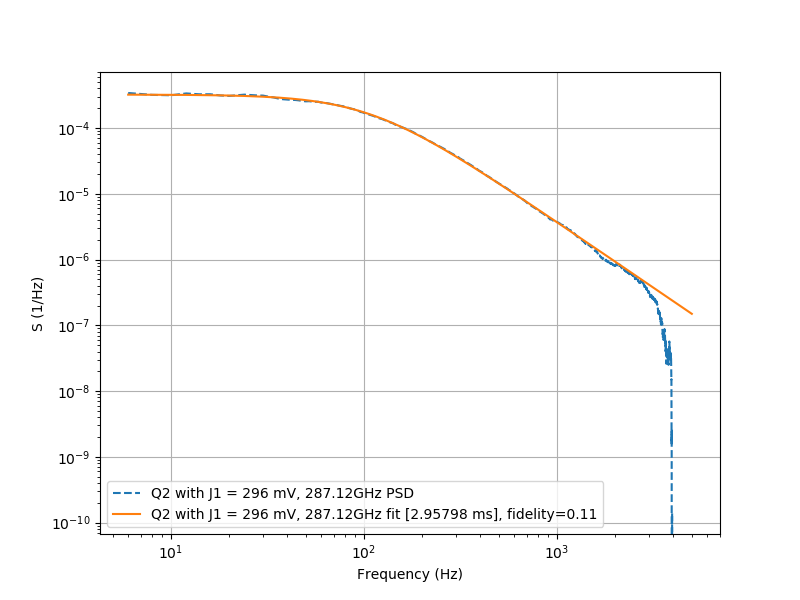 10⁻⁴
10⁻⁵
10⁻⁶
10⁻⁷
10⁻⁸
10⁻⁹
10⁻¹⁰
S (1/Hz)
Q2 with J1 = 296 mV, 287.12GHz PSD
Q2 with J1 = 296 mV, 287.12GHz fit [2.95798 ms], fidelity=0.11
10¹ 10² 10³
Frequency (Hz)